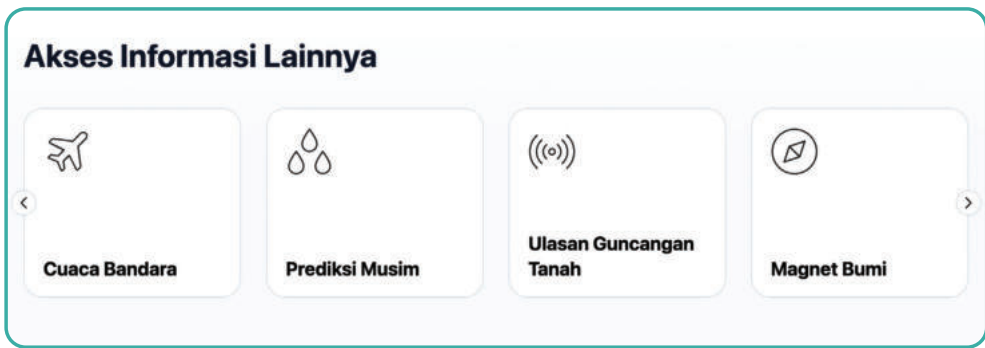 Akses Informasi Lainnya
Cuaca Bandara
Prediksi Musim
Ulasan Guncangan
Tanah
Magnet Bumi